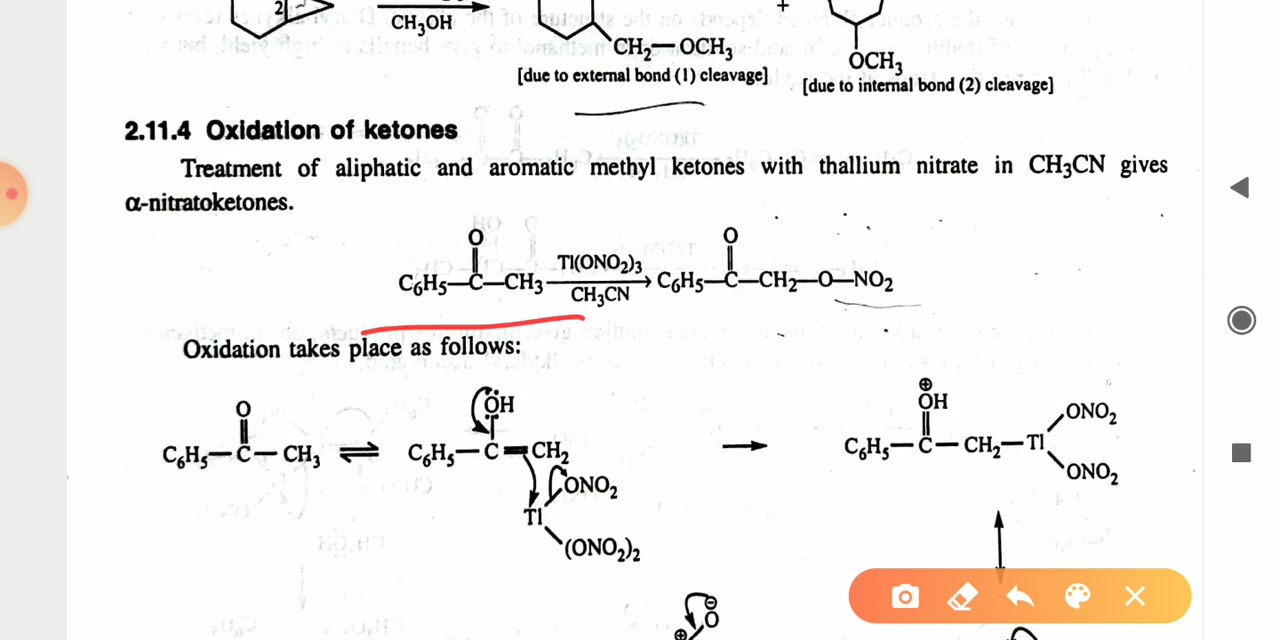 2
CH₃OH
+
CH₂—OCH₃
OCH₃
[due to external bond (1) cleavage]
[due to internal bond (2) cleavage]
2.11.4 Oxidation of ketones
Treatment of aliphatic and aromatic methyl ketones with thallium nitrate in CH₃CN gives
α-nitratoketones.
O O
C₆H₅—C—CH₃ Tl(ONO₂)₃ C₆H₅—C—CH₂—O—NO₂
CH₃CN
Oxidation takes place as follows:
O ÖH ⊕OH ONO₂
C₆H₅—C—CH₃ ⇌ C₆H₅—C=CH₂ → C₆H₅—C—CH₂—Tl
ONO₂ ONO₂
Tl
(ONO₂)₂
⊖
O
⊕